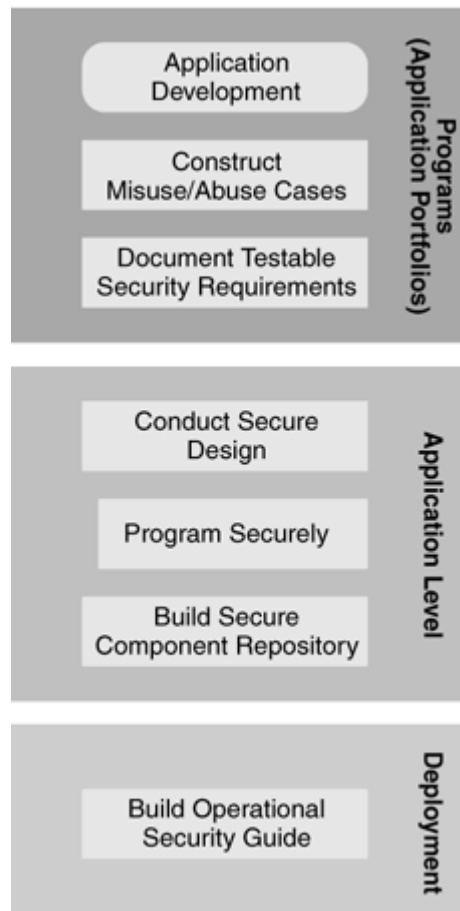 Application
Development
Construct
Misuse/Abuse Cases
Document Testable
Security Requirements
Programs
(Application Portfolios)
Conduct Secure
Design
Program Securely
Build Secure
Component Repository
Application Level
Build Operational
Security Guide
Deployment